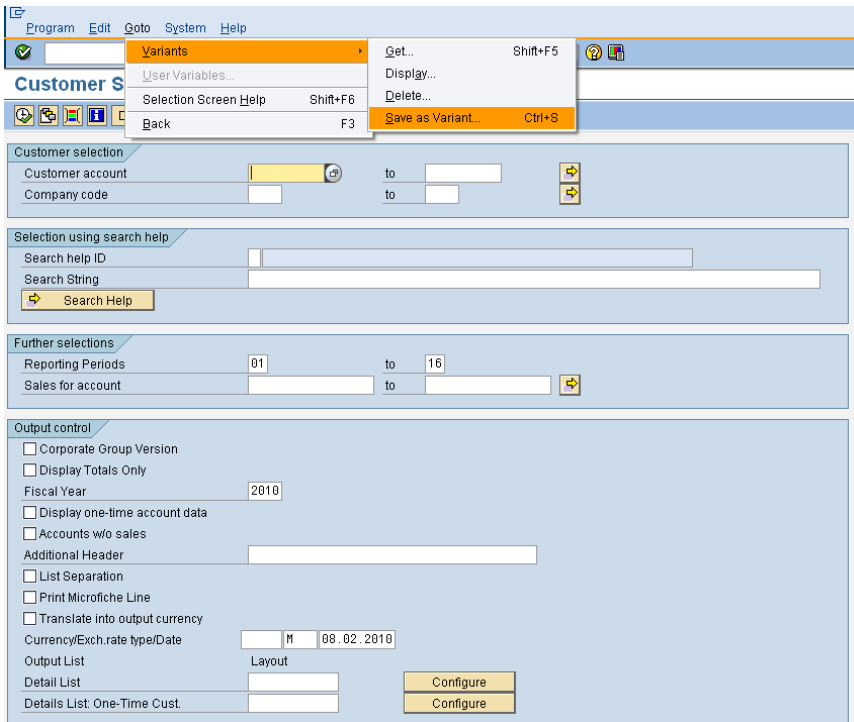 Program Edit Goto System Help
Variants
Get... Shift+F5
User Variables...
Display...
Customer S
Selection Screen Help Shift+F6
Delete...
Back F3
Save as Variant... Ctrl+S
Customer selection
Customer account to
Company code to
Selection using search help
Search help ID
Search String
Search Help
Further selections
Reporting Periods 01 to 16
Sales for account to
Output control
Corporate Group Version
Display Totals Only
Fiscal Year 2010
Display one-time account data
Accounts w/o sales
Additional Header
List Separation
Print Microfiche Line
Translate into output currency
Currency/Exch.rate type/Date M 08.02.2010
Output List Layout
Detail List Configure
Details List: One-Time Cust. Configure